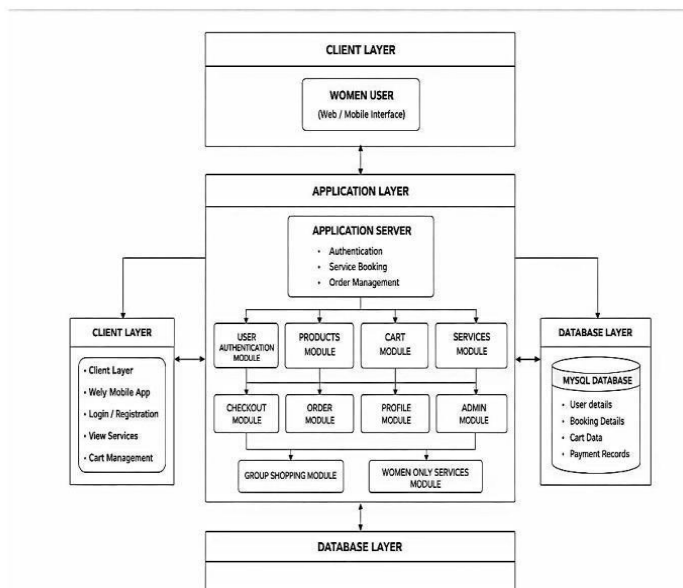 CLIENT LAYER
WOMEN USER
(Web / Mobile Interface)
APPLICATION LAYER
APPLICATION SERVER
• Authentication
• Service Booking
• Order Management
CLIENT LAYER
• Client Layer
• Wely Mobile App
• Login / Registration
• View Services
• Cart Management
USER
AUTHENTICATION
MODULE
PRODUCTS
MODULE
CART
MODULE
SERVICES
MODULE
CHECKOUT
MODULE
ORDER
MODULE
PROFILE
MODULE
ADMIN
MODULE
GROUP SHOPPING MODULE
WOMEN ONLY SERVICES
MODULE
DATABASE LAYER
MYSQL DATABASE
• User details
• Booking Details
• Cart Data
• Payment Records
DATABASE LAYER